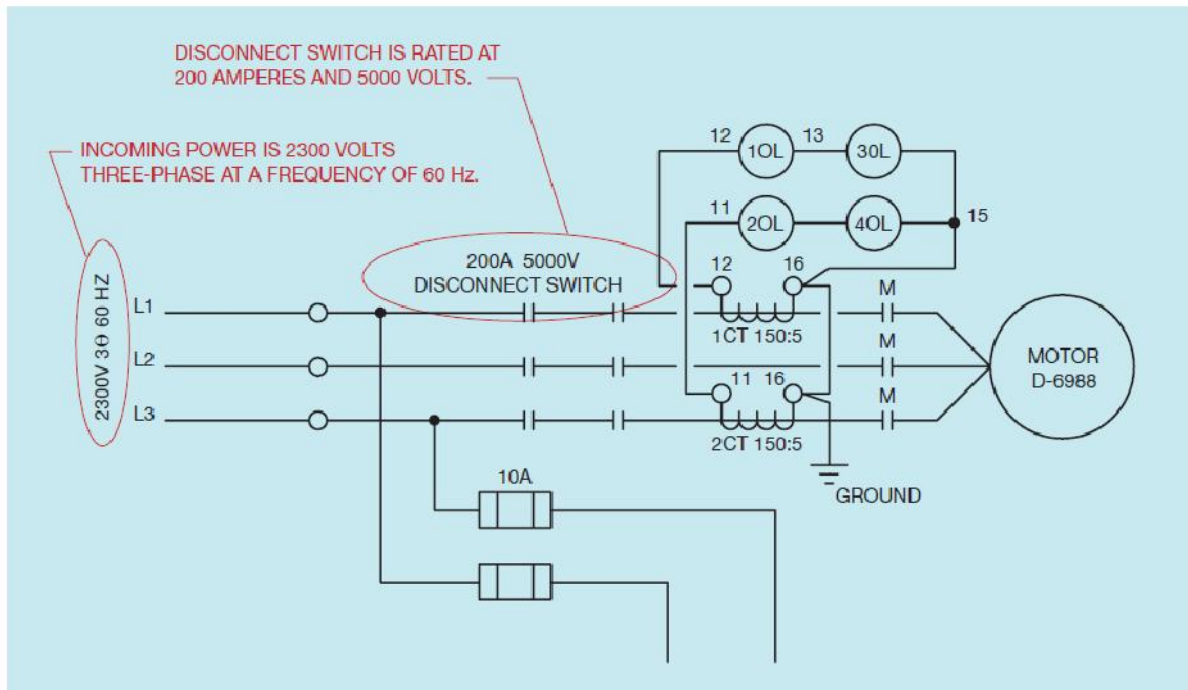 DISCONNECT SWITCH IS RATED AT
200 AMPERES AND 5000 VOLTS.
INCOMING POWER IS 2300 VOLTS
THREE-PHASE AT A FREQUENCY OF 60 Hz.
12
1OL
13
3OL
11
2OL
4OL
15
200A 5000V
DISCONNECT SWITCH
12
16
M
2300V 3Θ 60 HZ
L1
1CT 150:5
L2
M
MOTOR
D-6988
11
16
L3
M
2CT 150:5
10A
GROUND